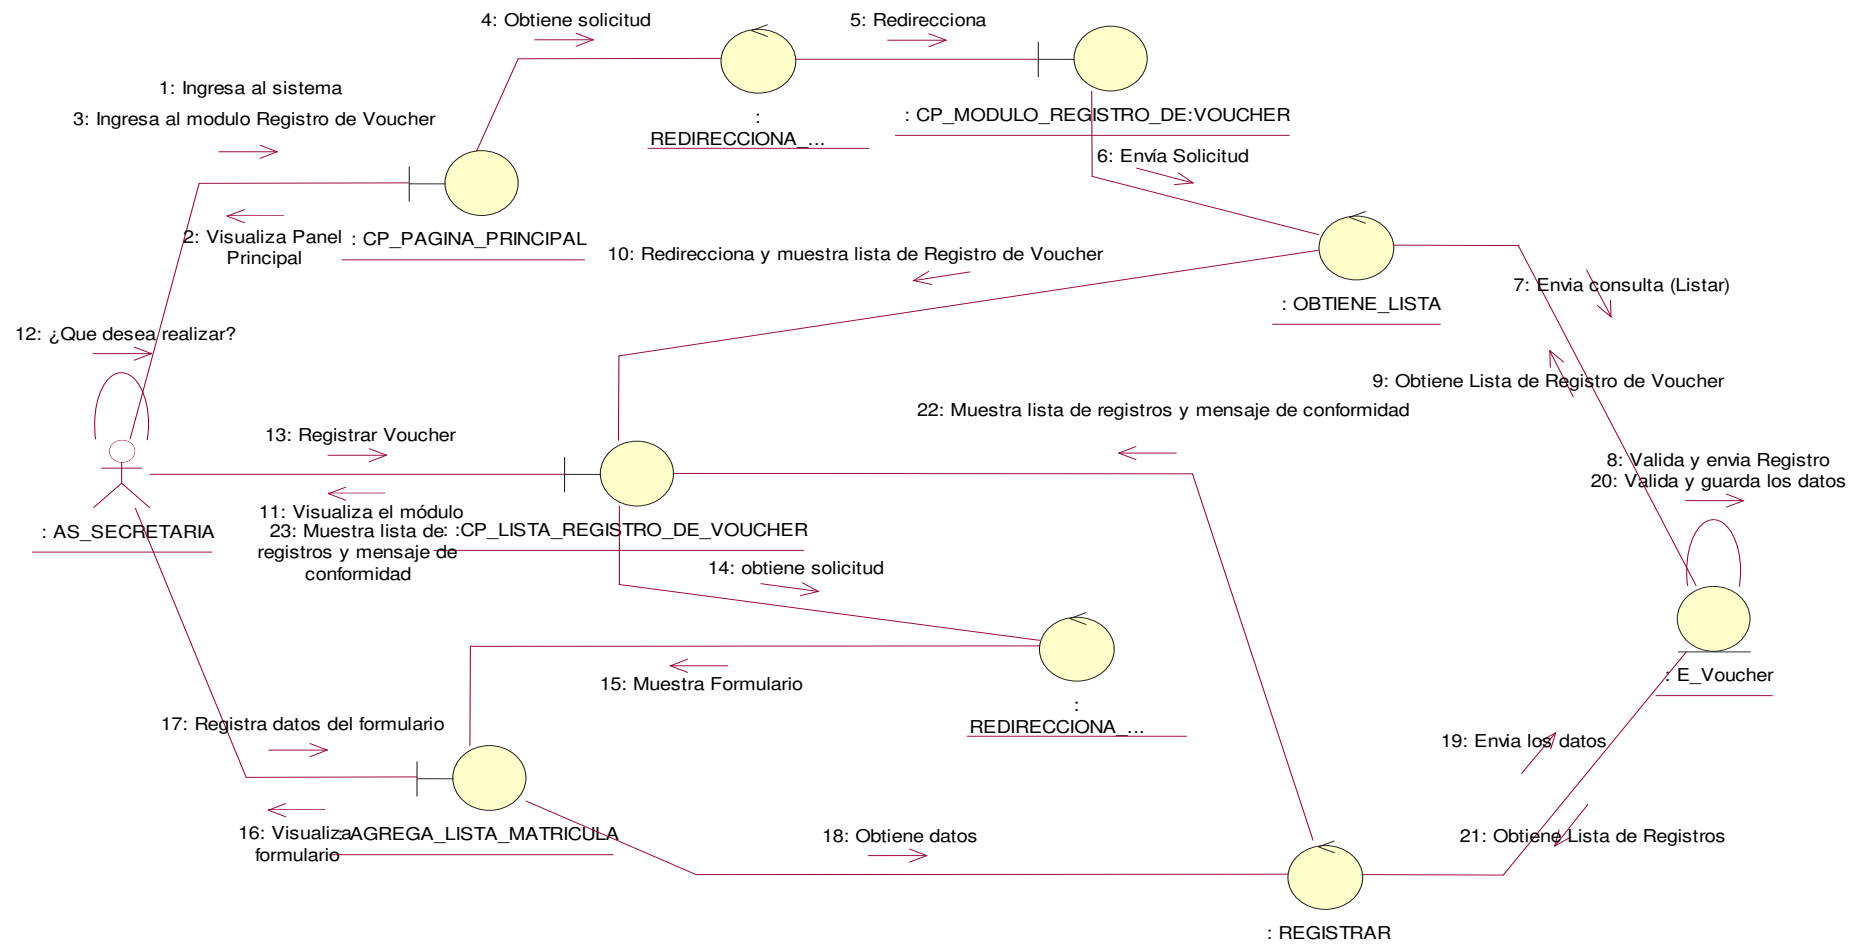 4: Obtiene solicitud
5: Redirecciona
1: Ingresa al sistema
3: Ingresa al modulo Registro de Voucher
:
REDIRECCIONA_...
: CP_MODULO_REGISTRO_DE:VOUCHER
6: Envía Solicitud
2: Visualiza Panel
Principal
: CP_PAGINA_PRINCIPAL
10: Redirecciona y muestra lista de Registro de Voucher
: OBTIENE_LISTA
7: Envia consulta (Listar)
12: ¿Que desea realizar?
9: Obtiene Lista de Registro de Voucher
22: Muestra lista de registros y mensaje de conformidad
13: Registrar Voucher
8: Valida y envia Registro
20: Valida y guarda los datos
: AS_SECRETARIA
11: Visualiza el módulo
23: Muestra lista de
registros y mensaje de
conformidad
: :CP_LISTA_REGISTRO_DE_VOUCHER
14: obtiene solicitud
15: Muestra Formulario
:
REDIRECCIONA_...
: E_Voucher
17: Registra datos del formulario
19: Envia los datos
16: Visualiza
formulario
: AGREGA_LISTA_MATRICULA
18: Obtiene datos
21: Obtiene Lista de Registros
: REGISTRAR